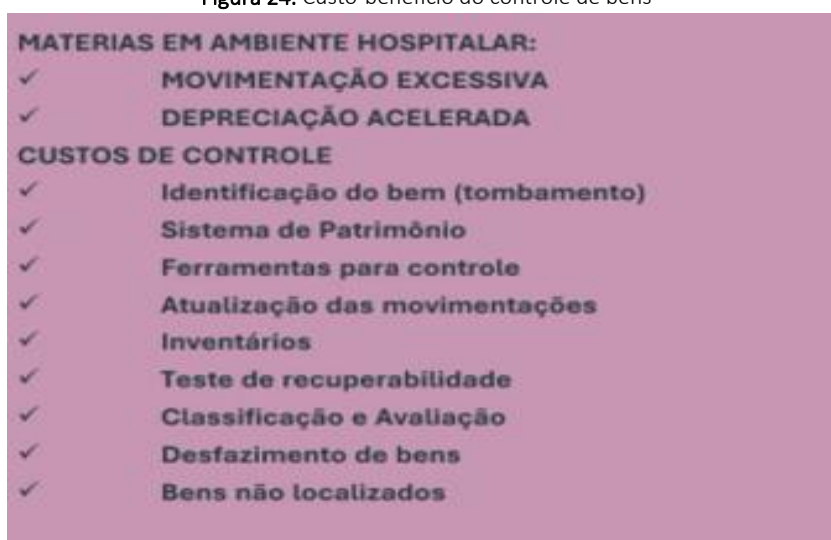 Figura 24: Custo-benefício do controle de bens
MATERIAS EM AMBIENTE HOSPITALAR:
✓ MOVIMENTAÇÃO EXCESSIVA
✓ DEPRECIAÇÃO ACELERADA
CUSTOS DE CONTROLE
✓ Identificação do bem (tombamento)
✓ Sistema de Patrimônio
✓ Ferramentas para controle
✓ Atualização das movimentações
✓ Inventários
✓ Teste de recuperabilidade
✓ Classificação e Avaliação
✓ Desfazimento de bens
✓ Bens não localizados